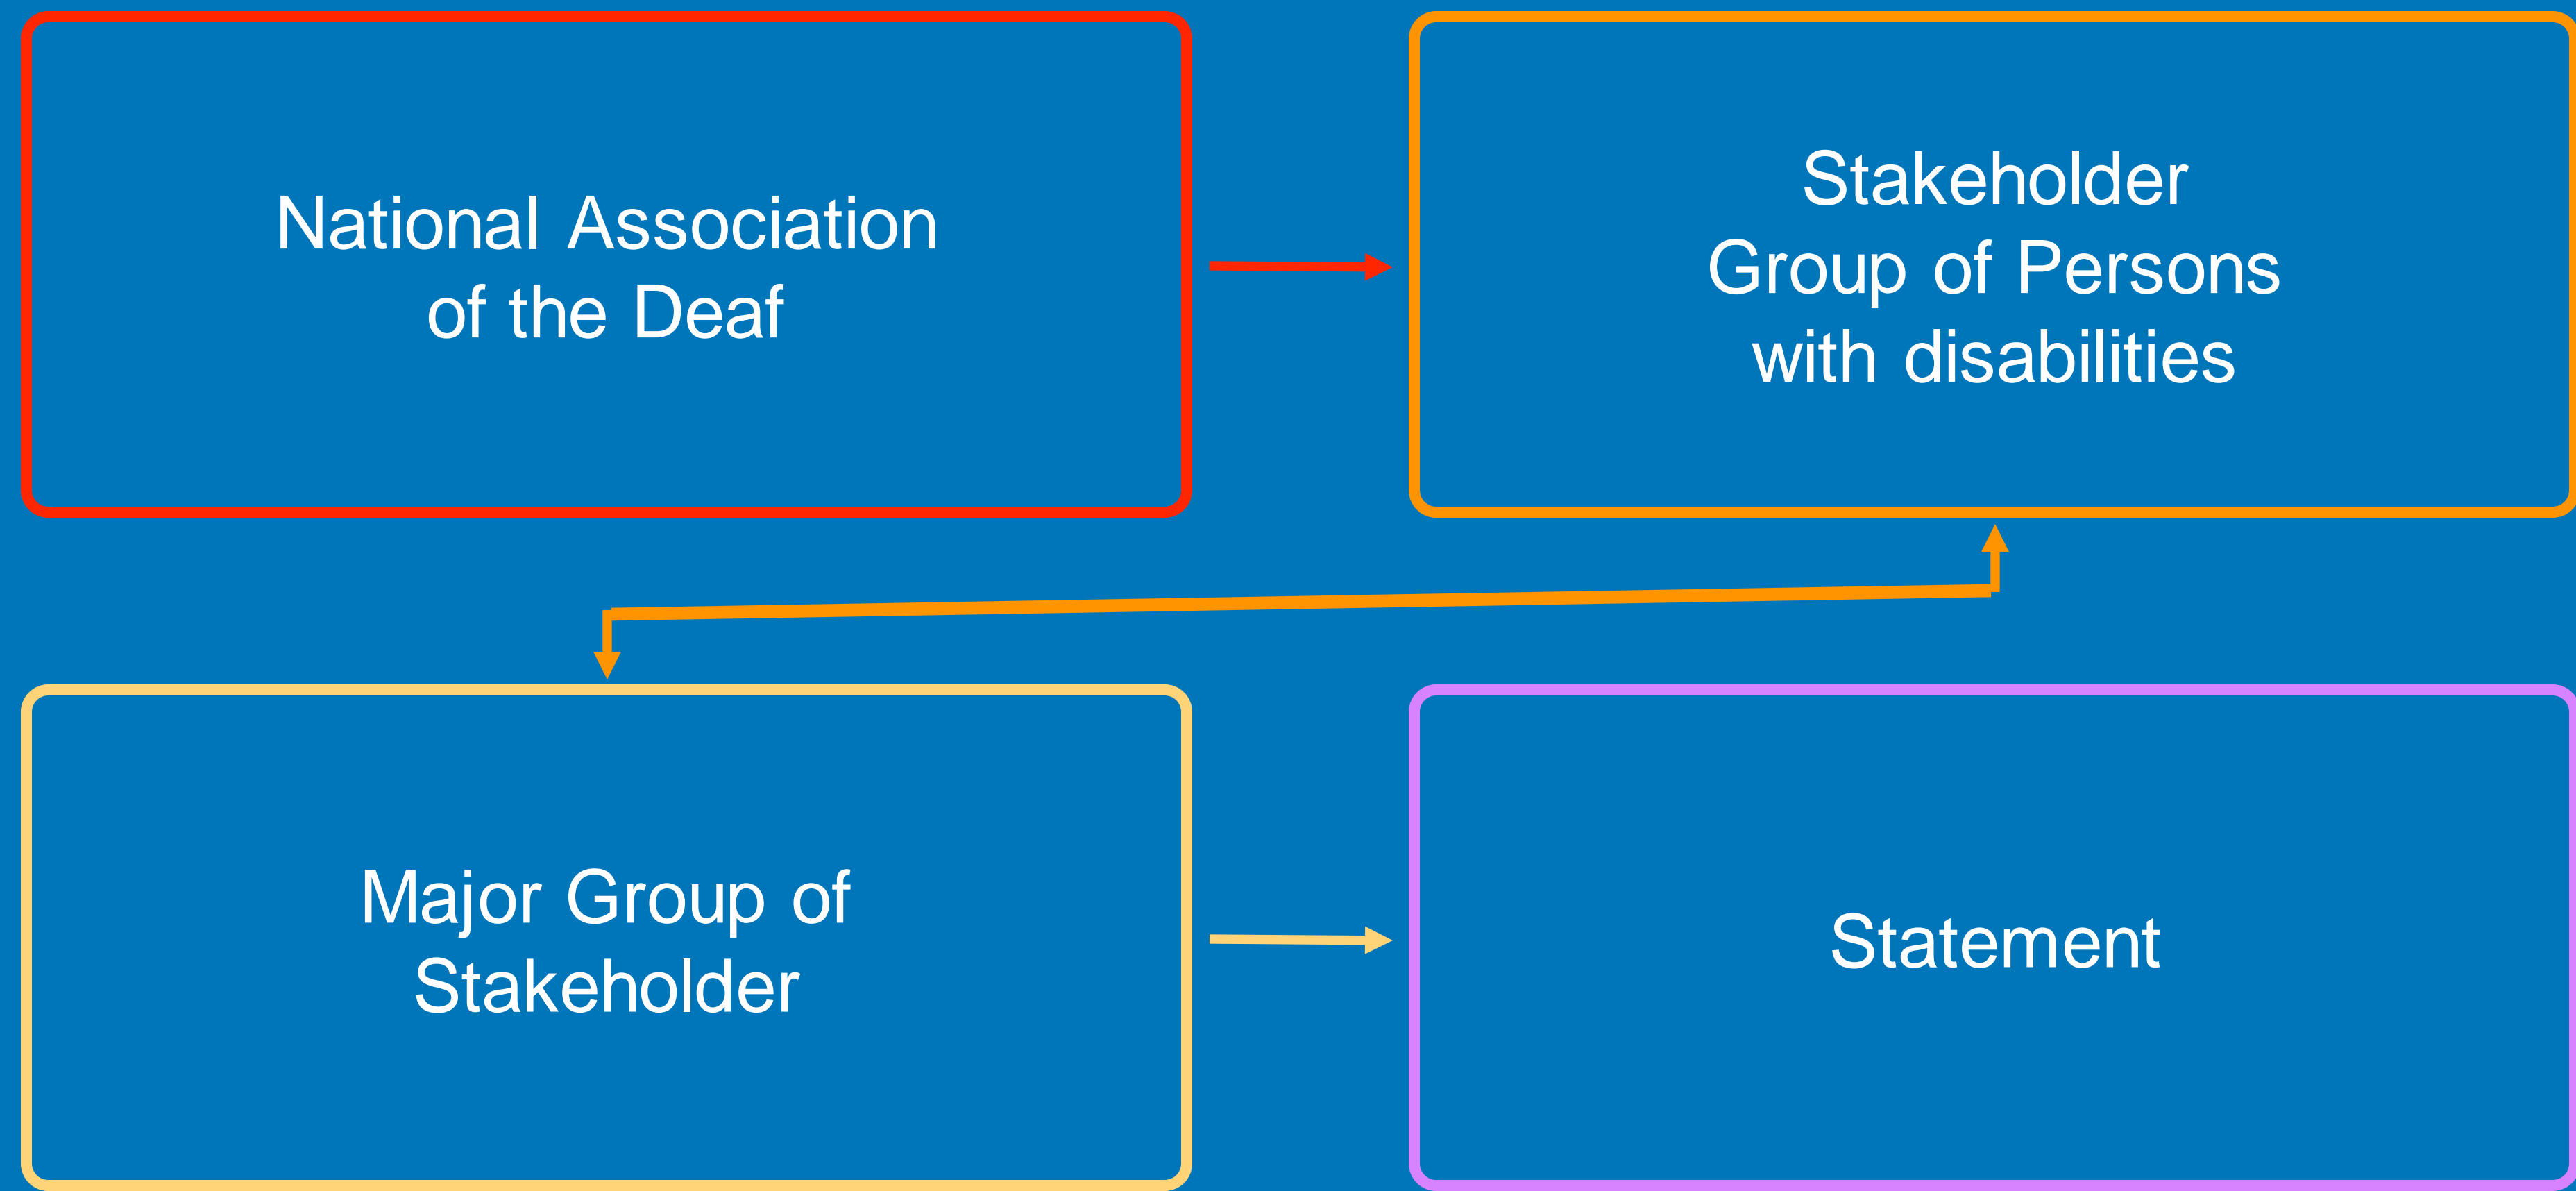 National Association
of the Deaf
Stakeholder
Group of Persons
with disabilities
Major Group of
Stakeholder
Statement